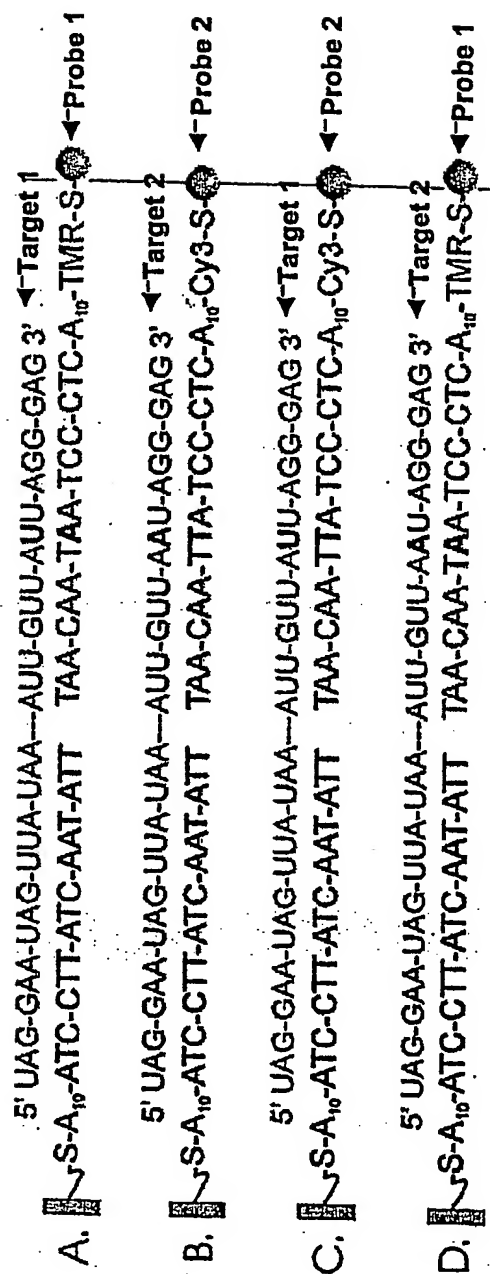 5' UAG-GAA-UAG-UUA-UAA---AUU-GUU-AUU-AGG-GAG 3' Target 1
A. S-A10-ATC-CTT-ATC-AAT-ATT TAA-CAA-TAA-TCC-CTC-A10-TMR-S Probe 1
5' UAG-GAA-UAG-UUA-UAA---AUU-GUU-AAU-AGG-GAG 3' Target 2
B. S-A10-ATC-CTT-ATC-AAT-ATT TAA-CAA-TTA-TCC-CTC-A10-Cy3-S Probe 2
5' UAG-GAA-UAG-UUA-UAA---AUU-GUU-AUU-AGG-GAG 3' Target 1
C. S-A10-ATC-CTT-ATC-AAT-ATT TAA-CAA-TTA-TCC-CTC-A10-Cy3-S Probe 2
5' UAG-GAA-UAG-UUA-UAA---AUU-GUU-AAU-AGG-GAG 3' Target 2
D. S-A10-ATC-CTT-ATC-AAT-ATT TAA-CAA-TAA-TCC-CTC-A10-TMR-S Probe 1